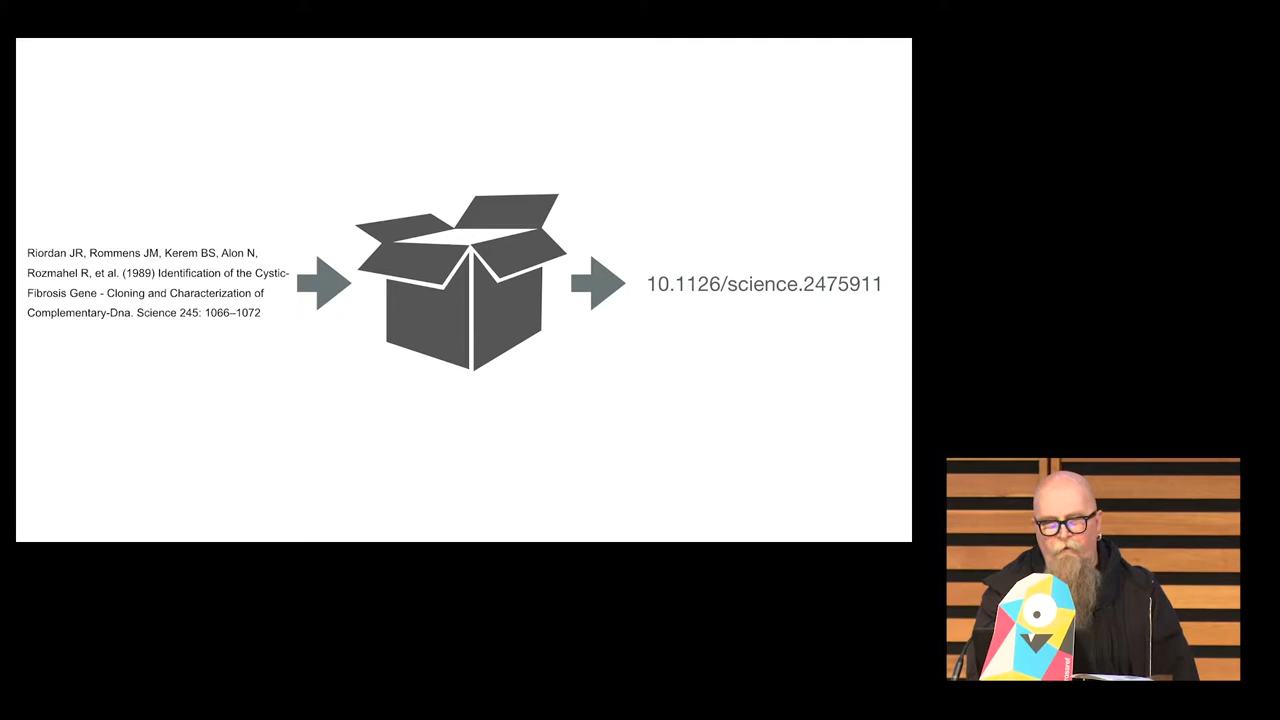 Riordan JR, Rommens JM, Kerem BS, Alon N,
Rozmahel R, et al. (1989) Identification of the Cystic-
Fibrosis Gene - Cloning and Characterization of
Complementary-Dna. Science 245: 1066–1072
10.1126/science.2475911